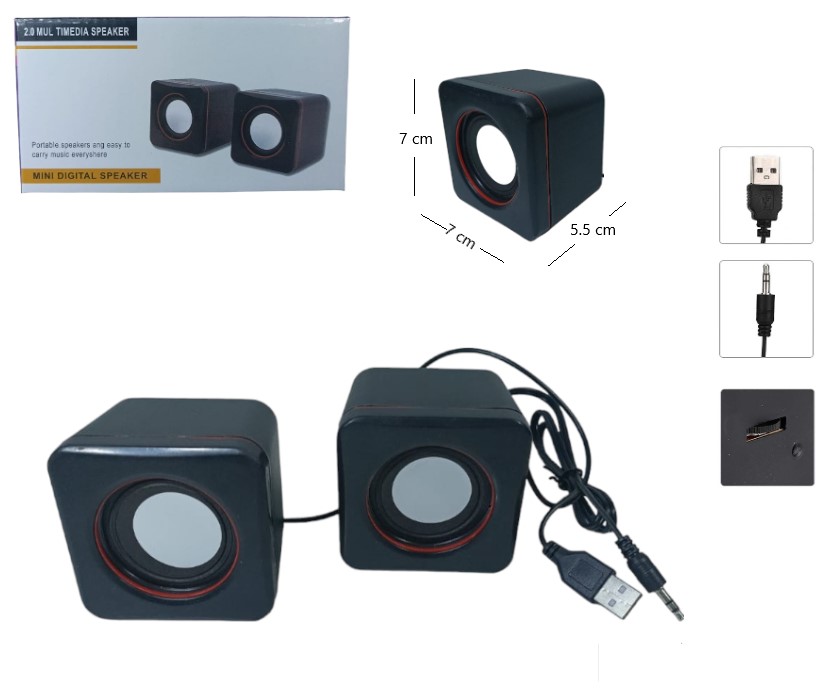 2.0 MUL TIMEDIA SPEAKER
Portable speakers ang easy to
carry music everywhere
MINI DIGITAL SPEAKER
7 cm
7 cm
5.5 cm